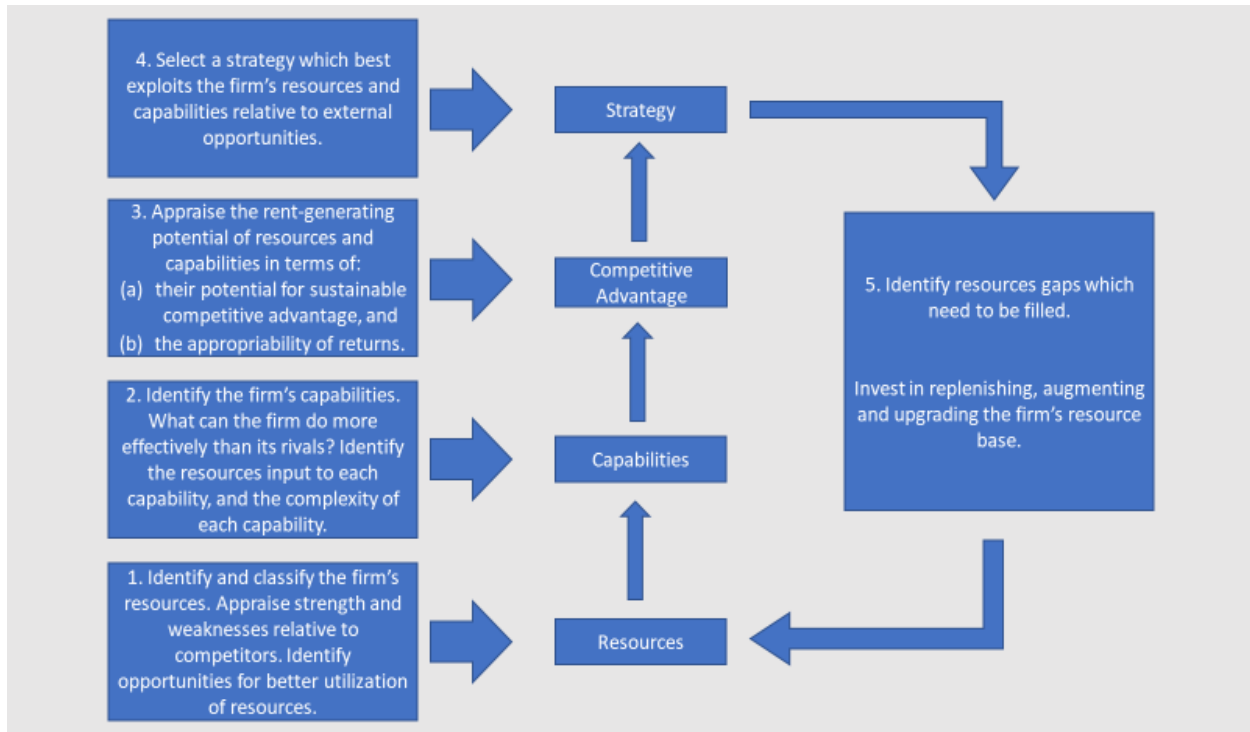 4. Select a strategy which best
exploits the firm's resources and
capabilities relative to external
opportunities.
Strategy
3. Appraise the rent-generating
potential of resources and
capabilities in terms of:
(a) their potential for sustainable
competitive advantage, and
(b) the appropriability of returns.
Competitive
Advantage
5. Identify resources gaps which
need to be filled.
Invest in replenishing, augmenting
and upgrading the firm's resource
base.
2. Identify the firm's capabilities.
What can the firm do more
effectively than its rivals? Identify
the resources input to each
capability, and the complexity of
each capability.
Capabilities
1. Identify and classify the firm's
resources. Appraise strength and
weaknesses relative to
competitors. Identify
opportunities for better utilization
of resources.
Resources